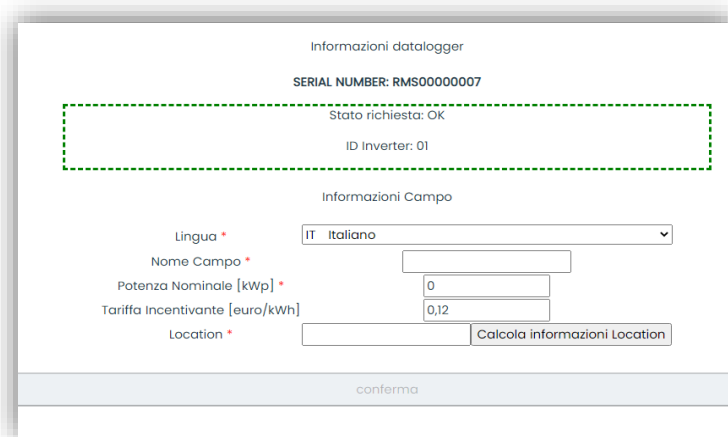 Informazioni datalogger
SERIAL NUMBER: RMS00000007
Stato richiesta: OK
ID Inverter: 01
Informazioni Campo
Lingua * IT Italiano
Nome Campo *
Potenza Nominale [kWp] * 0
Tariffa Incentivante [euro/kWh] 0,12
Location * Calcola informazioni Location
conferma